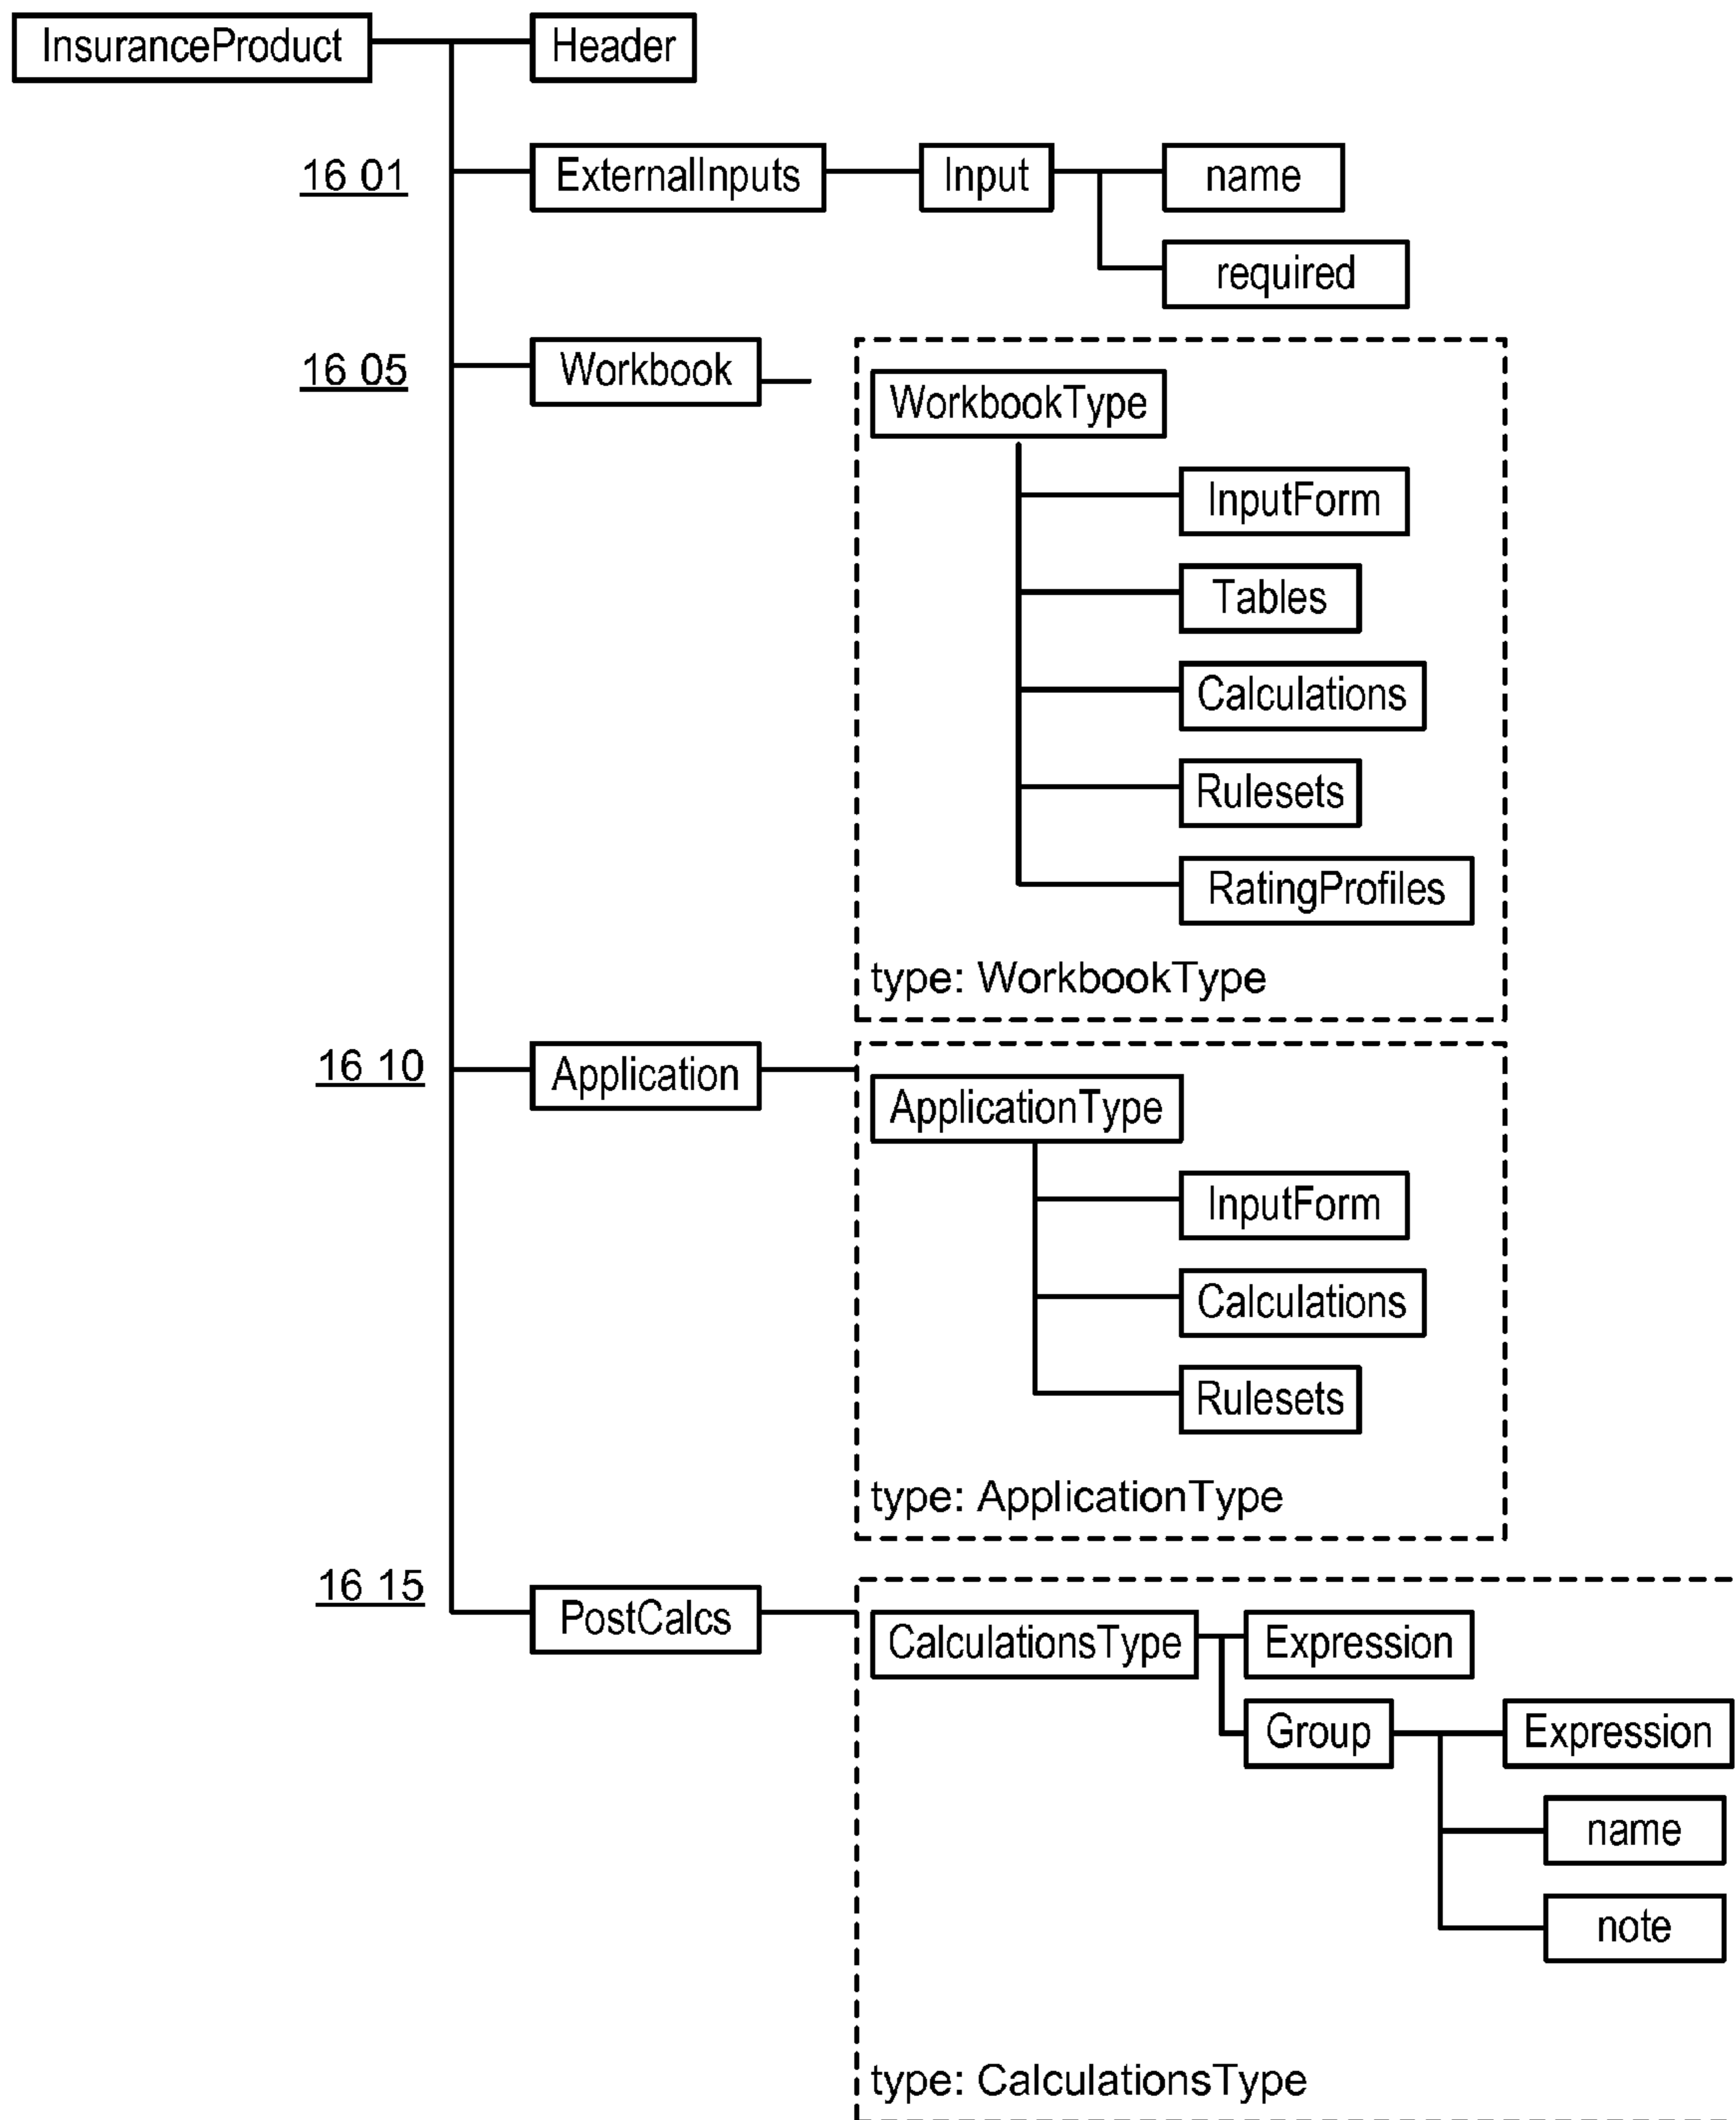 InsuranceProduct Header
16 01 ExternalInputs Input name
required
16 05 Workbook
WorkbookType
InputForm
Tables
Calculations
Rulesets
RatingProfiles
type: WorkbookType
16 10 Application
ApplicationType
InputForm
Calculations
Rulesets
type: ApplicationType
16 15 PostCalcs
CalculationsType Expression
Group Expression
name
note
type: CalculationsType